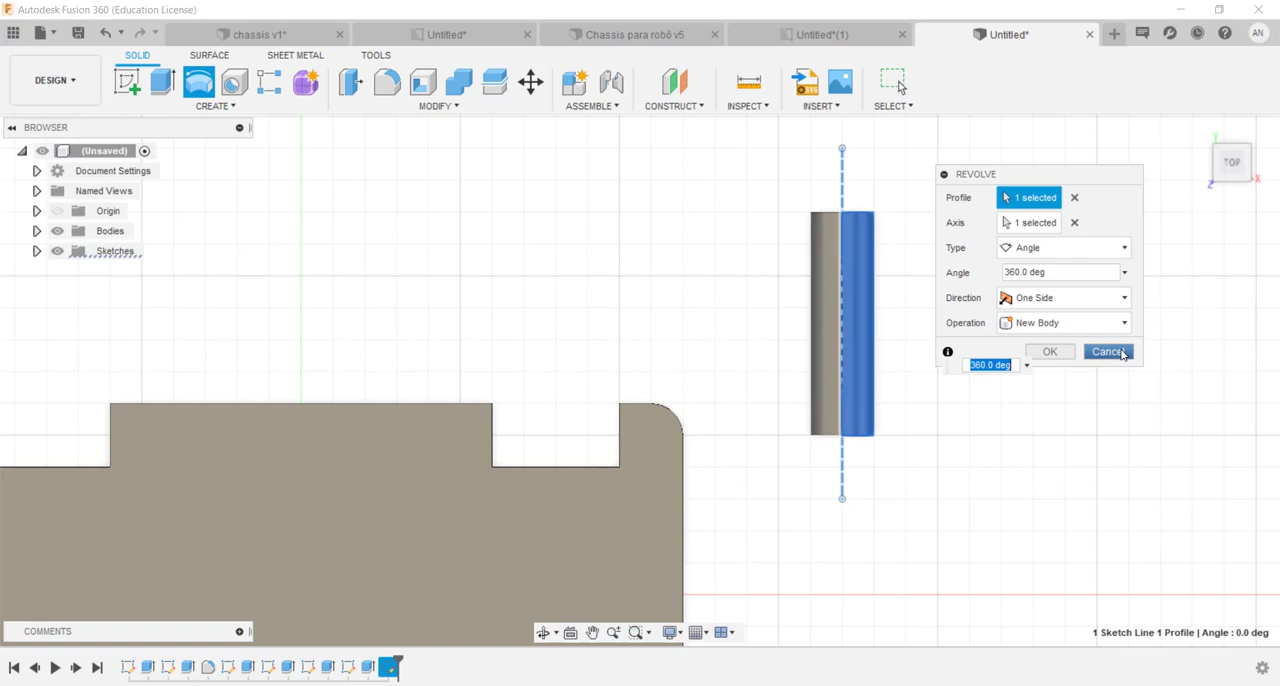 Autodesk Fusion 360 (Education License)
chassis v1*
Untitled*
Chassis para robô v5
Untitled*(1)
Untitled*
AN
SOLID
SURFACE
SHEET METAL
TOOLS
DESIGN
CREATE
MODIFY
ASSEMBLE
CONSTRUCT
INSPECT
INSERT
SELECT
BROWSER
(Unsaved)
Document Settings
Named Views
Origin
Bodies
Sketches
TOP
Z
X
REVOLVE
Profile 1 selected
Axis 1 selected
Type Angle
Angle 360.0 deg
Direction One Side
Operation New Body
OK Cancel
360.0 deg
COMMENTS
1 Sketch Line 1 Profile | Angle : 0.0 deg